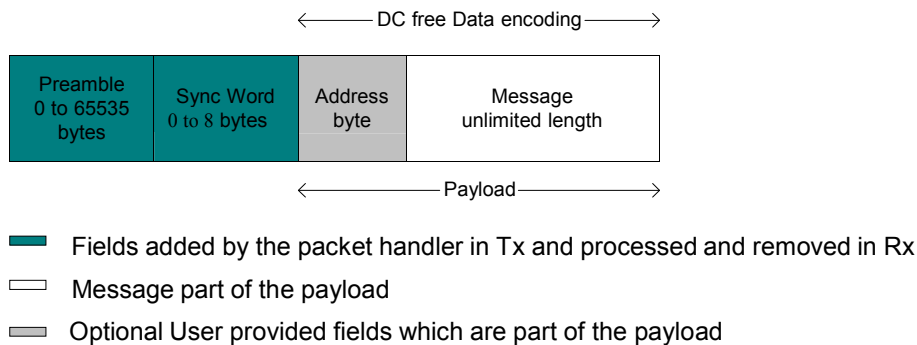 DC free Data encoding
Preamble
0 to 65535
bytes
Sync Word
0 to 8 bytes
Address
byte
Message
unlimited length
Payload
Fields added by the packet handler in Tx and processed and removed in Rx
Message part of the payload
Optional User provided fields which are part of the payload